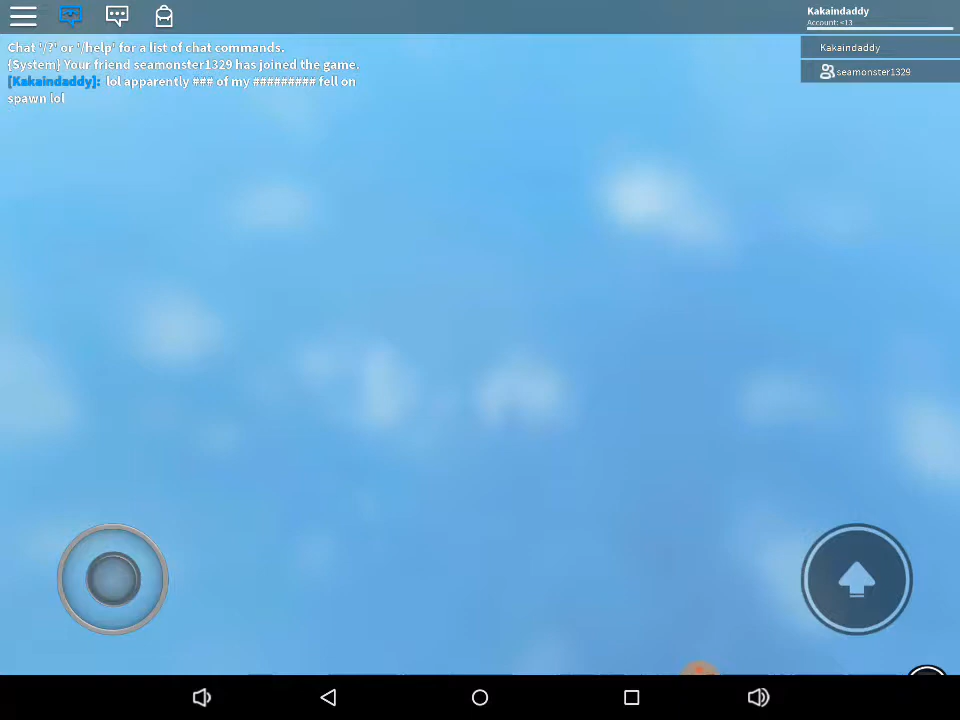 Kakaindaddy
Account: <13
Kakaindaddy
seamonster1329
Chat '/?' or '/help' for a list of chat commands.
{System} Your friend seamonster1329 has joined the game.
[Kakaindaddy]: lol apparently ### of my ######### fell on
spawn lol